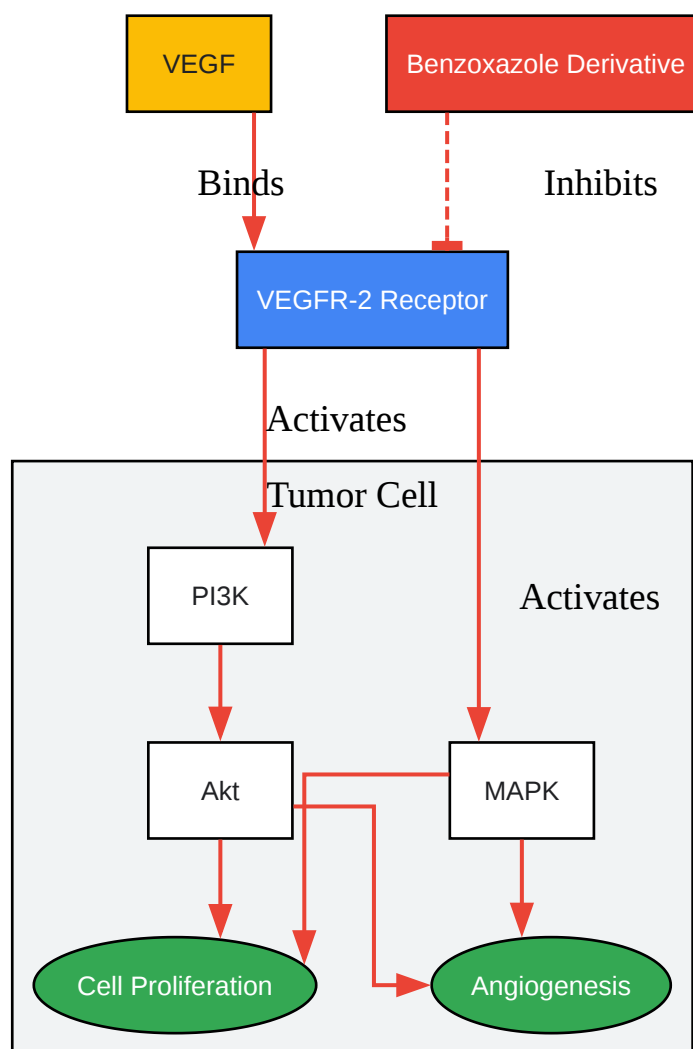 VEGF
Benzoxazole Derivative
Binds
Inhibits
VEGFR-2 Receptor
Activates
Tumor Cell
PI3K
Activates
Akt
MAPK
Cell Proliferation
Angiogenesis